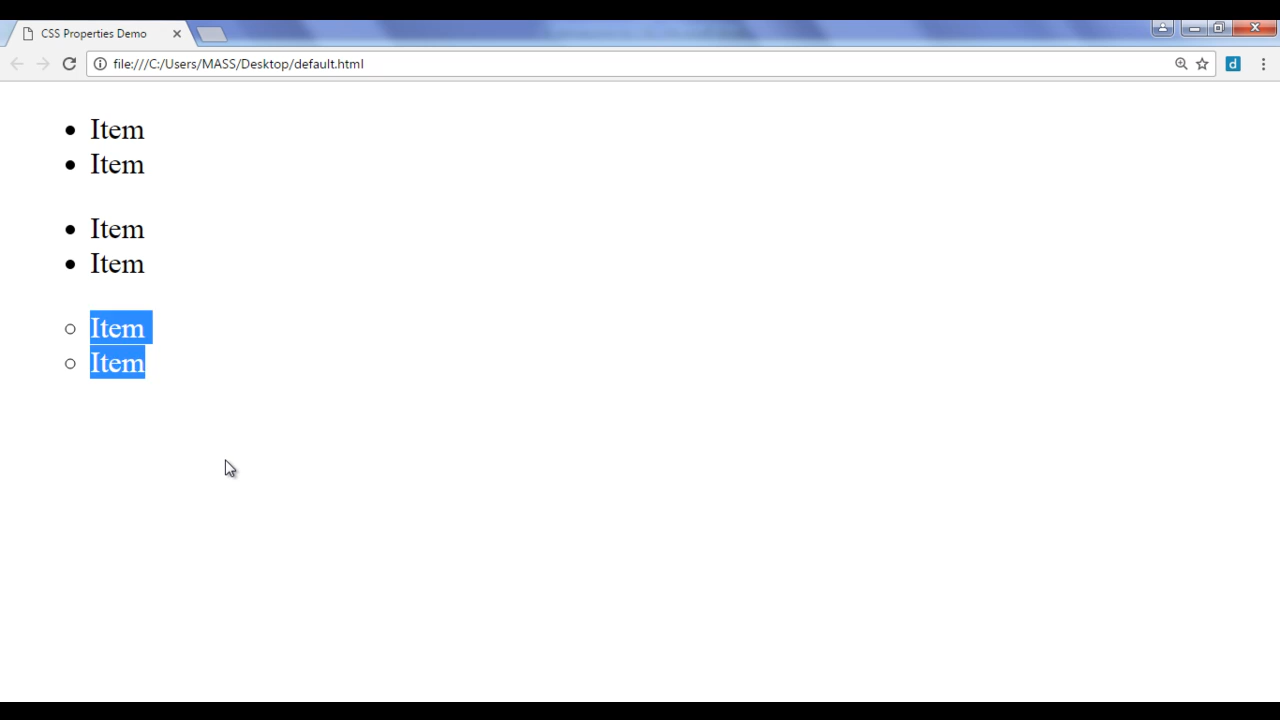 CSS Properties Demo
file:///C:/Users/MASS/Desktop/default.html
d
Item
Item
Item
Item
Item
Item